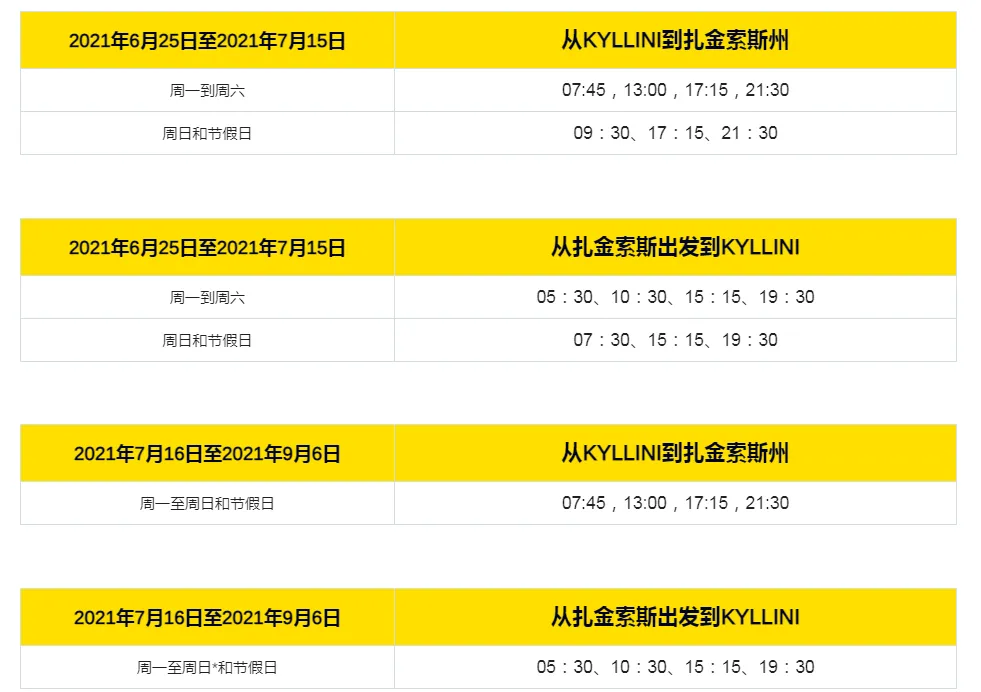 2021年6月25日至2021年7月15日 从KYLLINI到扎金索斯州
周一到周六 07:45，13:00，17:15，21:30
周日和节假日 09：30、17：15、21：30
2021年6月25日至2021年7月15日 从扎金索斯出发到KYLLINI
周一到周六 05：30、10：30、15：15、19：30
周日和节假日 07：30、15：15、19：30
2021年7月16日至2021年9月6日 从KYLLINI到扎金索斯州
周一至周日和节假日 07:45，13:00，17:15，21:30
2021年7月16日至2021年9月6日 从扎金索斯出发到KYLLINI
周一至周日*和节假日 05：30、10：30、15：15、19：30